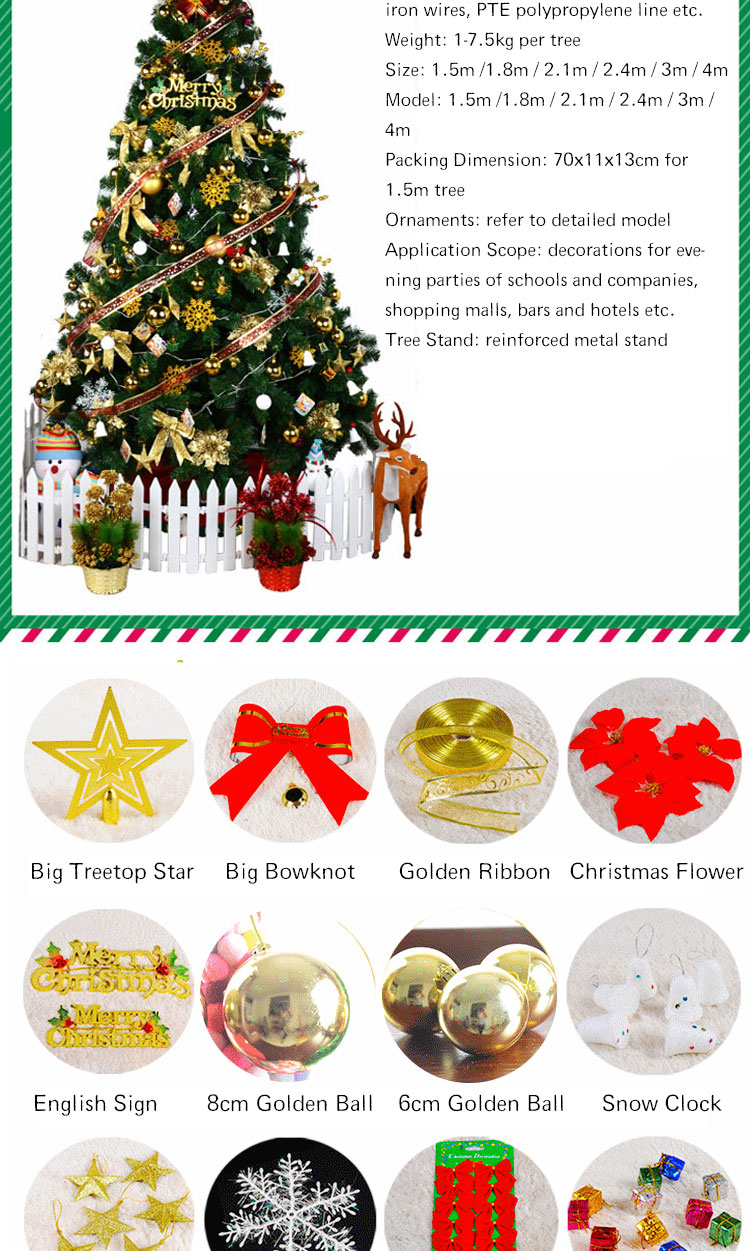 iron wires, PTE polypropylene line etc.
Weight: 1-7.5kg per tree
Size: 1.5m /1.8m / 2.1m / 2.4m / 3m / 4m
Model: 1.5m /1.8m / 2.1m / 2.4m / 3m /
4m
Packing Dimension: 70x11x13cm for
1.5m tree
Ornaments: refer to detailed model
Application Scope: decorations for eve-
ning parties of schools and companies,
shopping malls, bars and hotels etc.
Tree Stand: reinforced metal stand
Merry
Christmas
Big Treetop Star
Big Bowknot
Golden Ribbon
Christmas Flower
Merry
Christmas
Merry
Christmas
English Sign
8cm Golden Ball
6cm Golden Ball
Snow Clock
Christmas Decoration